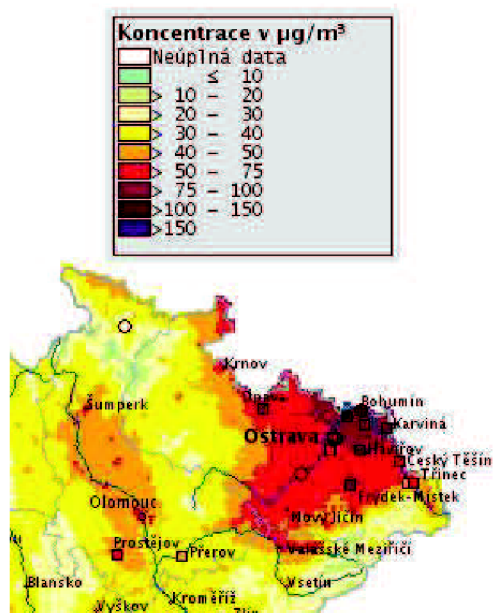 Koncentrace v µg/m³
Neúplná data
≤ 10
> 10 – 20
> 20 – 30
> 30 – 40
> 40 – 50
> 50 – 75
> 75 – 100
>100 – 150
>150
Krnov
Bohumín
Šumperk
Karviná
Ostrava
Český Těšín
Třinec
Frýdek-Místek
Olomouc
Nový Jičín
Prostějov
Přerov
Valašské Meziříčí
Blansko
Vsetín
Kroměříž
Vyškov